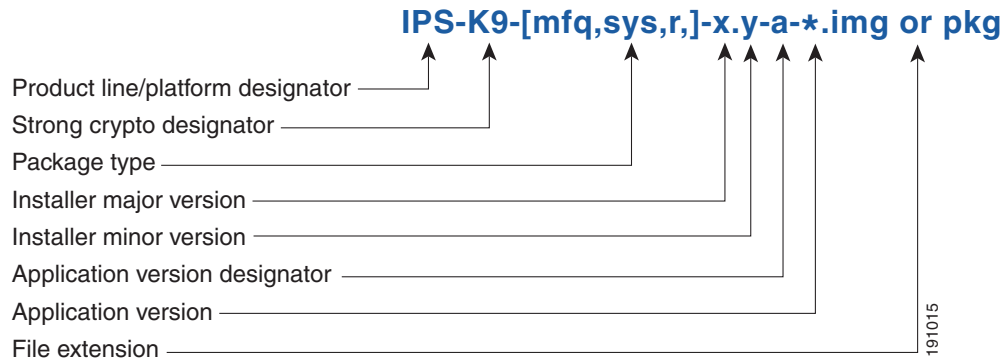 IPS-K9-[mfq,sys,r,]-x.y-a-*.img or pkg
Product line/platform designator
Strong crypto designator
Package type
Installer major version
Installer minor version
Application version designator
Application version
File extension
191015